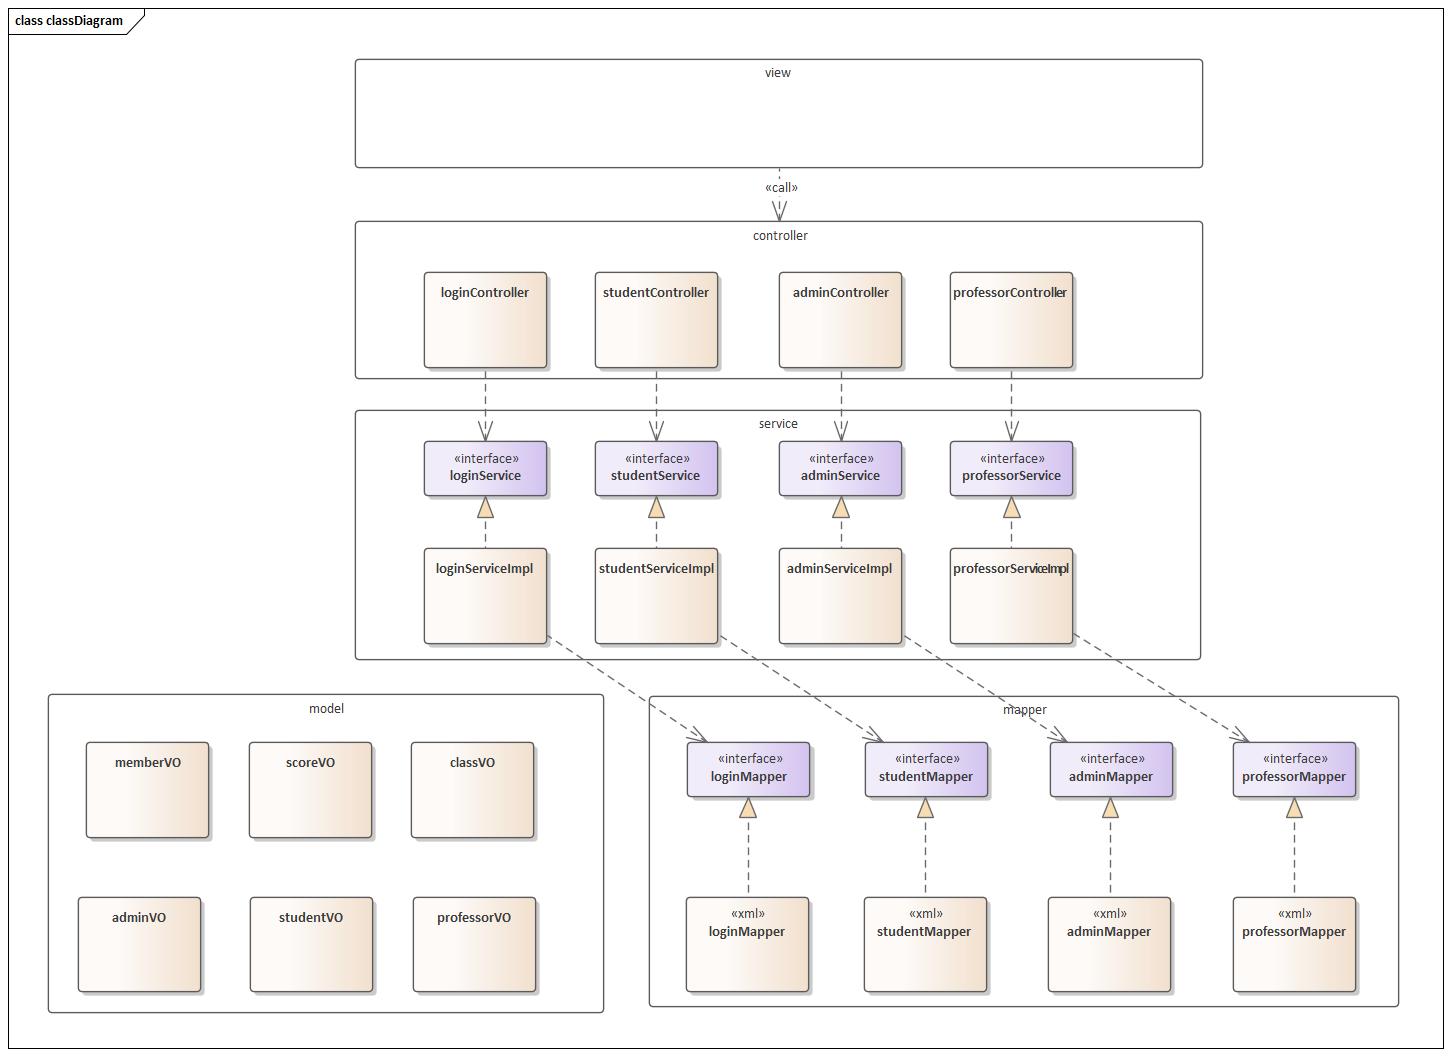 class classDiagram
view
«call»
controller
loginController
studentController
adminController
professorController
service
«interface»
loginService
«interface»
studentService
«interface»
adminService
«interface»
professorService
loginServiceImpl
studentServiceImpl
adminServiceImpl
professorServiceImpl
model
memberVO
scoreVO
classVO
adminVO
studentVO
professorVO
mapper
«interface»
loginMapper
«interface»
studentMapper
«interface»
adminMapper
«interface»
professorMapper
«xml»
loginMapper
«xml»
studentMapper
«xml»
adminMapper
«xml»
professorMapper